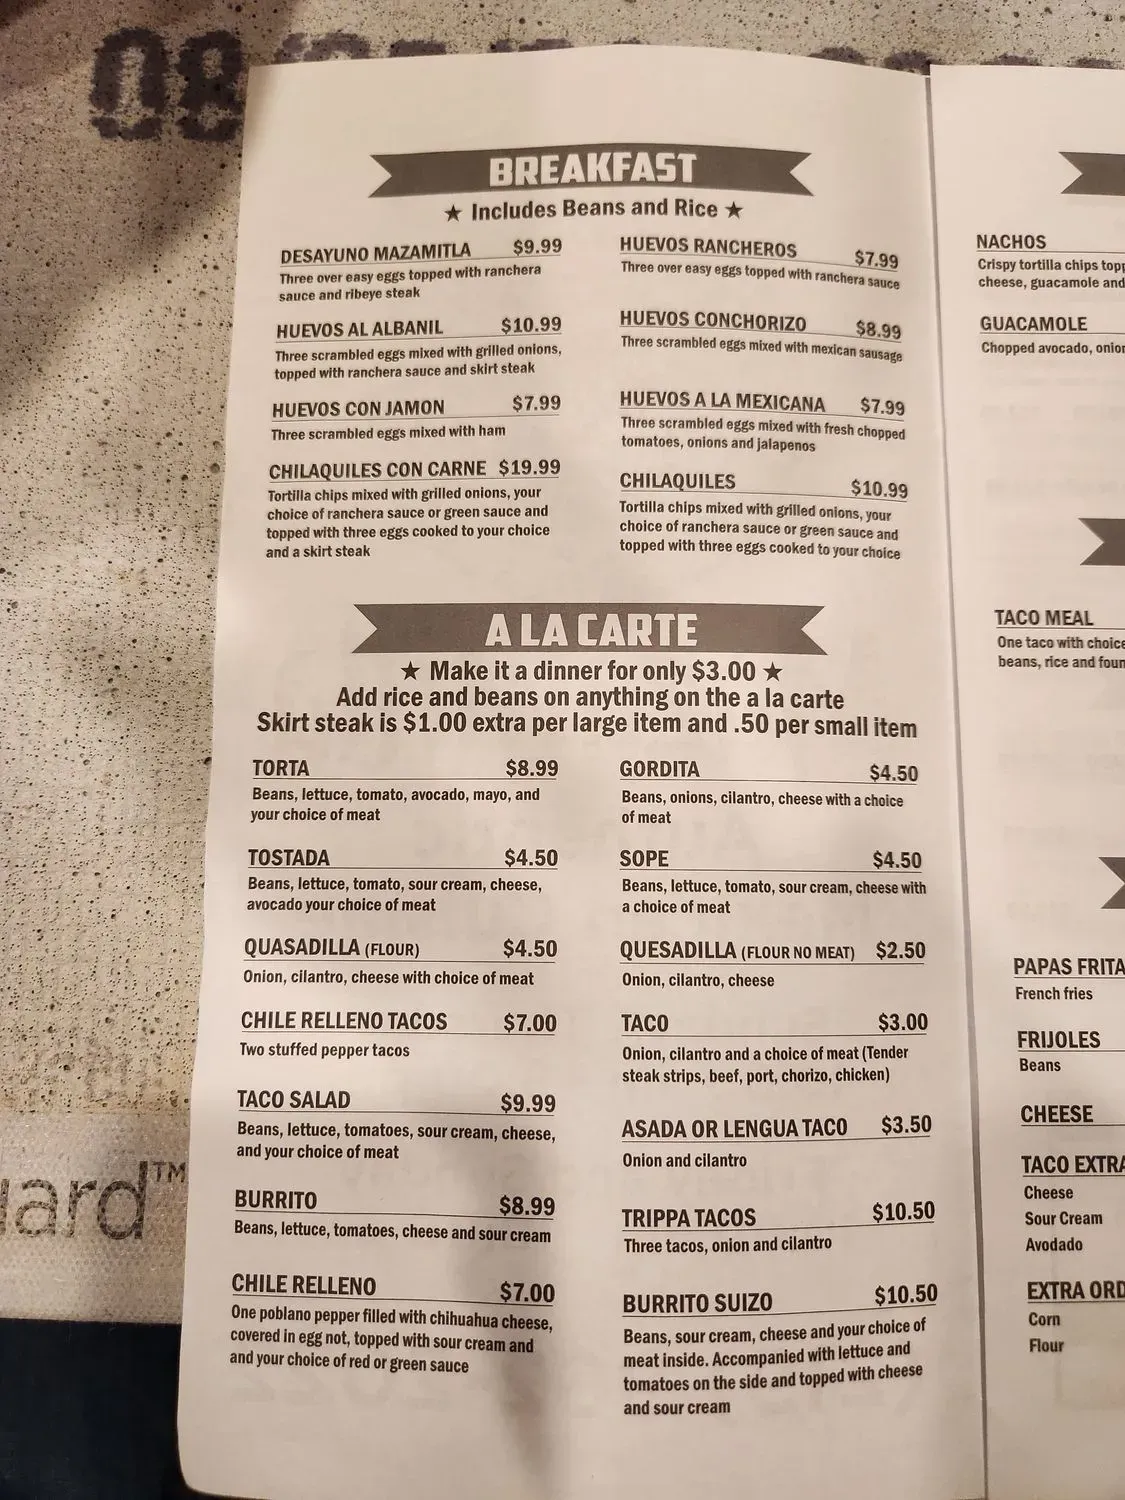 BREAKFAST
★ Includes Beans and Rice ★
DESAYUNO MAZAMITLA $9.99
Three over easy eggs topped with ranchera
sauce and ribeye steak
HUEVOS AL ALBANIL $10.99
Three scrambled eggs mixed with grilled onions,
topped with ranchera sauce and skirt steak
HUEVOS CON JAMON $7.99
Three scrambled eggs mixed with ham
CHILAQUILES CON CARNE $19.99
Tortilla chips mixed with grilled onions, your
choice of ranchera sauce or green sauce and
topped with three eggs cooked to your choice
and a skirt steak
HUEVOS RANCHEROS $7.99
Three over easy eggs topped with ranchera sauce
HUEVOS CONCHORIZO $8.99
Three scrambled eggs mixed with mexican sausage
HUEVOS A LA MEXICANA $7.99
Three scrambled eggs mixed with fresh chopped
tomatoes, onions and jalapenos
CHILAQUILES $10.99
Tortilla chips mixed with grilled onions, your
choice of ranchera sauce or green sauce and
topped with three eggs cooked to your choice
A LA CARTE
★ Make it a dinner for only $3.00 ★
Add rice and beans on anything on the a la carte
Skirt steak is $1.00 extra per large item and .50 per small item
TORTA $8.99
Beans, lettuce, tomato, avocado, mayo, and
your choice of meat
TOSTADA $4.50
Beans, lettuce, tomato, sour cream, cheese,
avocado your choice of meat
QUASADILLA (FLOUR) $4.50
Onion, cilantro, cheese with choice of meat
CHILE RELLENO TACOS $7.00
Two stuffed pepper tacos
TACO SALAD $9.99
Beans, lettuce, tomatoes, sour cream, cheese,
and your choice of meat
BURRITO $8.99
Beans, lettuce, tomatoes, cheese and sour cream
CHILE RELLENO $7.00
One poblano pepper filled with chihuahua cheese,
covered in egg not, topped with sour cream and
and your choice of red or green sauce
GORDITA $4.50
Beans, onions, cilantro, cheese with a choice
of meat
SOPE $4.50
Beans, lettuce, tomato, sour cream, cheese with
a choice of meat
QUESADILLA (FLOUR NO MEAT) $2.50
Onion, cilantro, cheese
TACO $3.00
Onion, cilantro and a choice of meat (Tender
steak strips, beef, port, chorizo, chicken)
ASADA OR LENGUA TACO $3.50
Onion and cilantro
TRIPPA TACOS $10.50
Three tacos, onion and cilantro
BURRITO SUIZO $10.50
Beans, sour cream, cheese and your choice of
meat inside. Accompanied with lettuce and
tomatoes on the side and topped with cheese
and sour cream
NACHOS
Crispy tortilla chips
cheese, guacamole and
GUACAMOLE
Chopped avocado,
TACO MEAL
One taco with
beans, rice and
PAPAS
French fries
FRIJOLES
Beans
CHEESE
TACO
Cheese
Sour Cream
Avodado
EXTRA
Corn
Flour